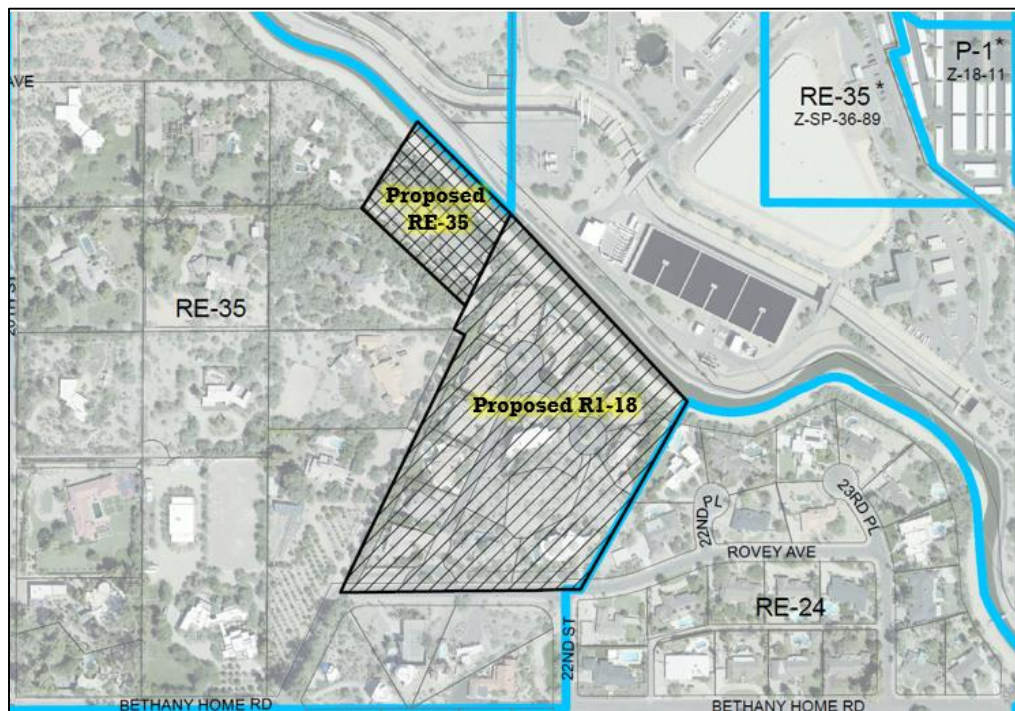 P-1*
Z-18-11
RE-35*
Z-SP-36-89
AVE
Proposed
RE-35
RE-35
Proposed R1-18
22ND PL
23RD PL
ROVEY AVE
RE-24
22ND ST
BETHANY HOME RD
BETHANY HOME RD